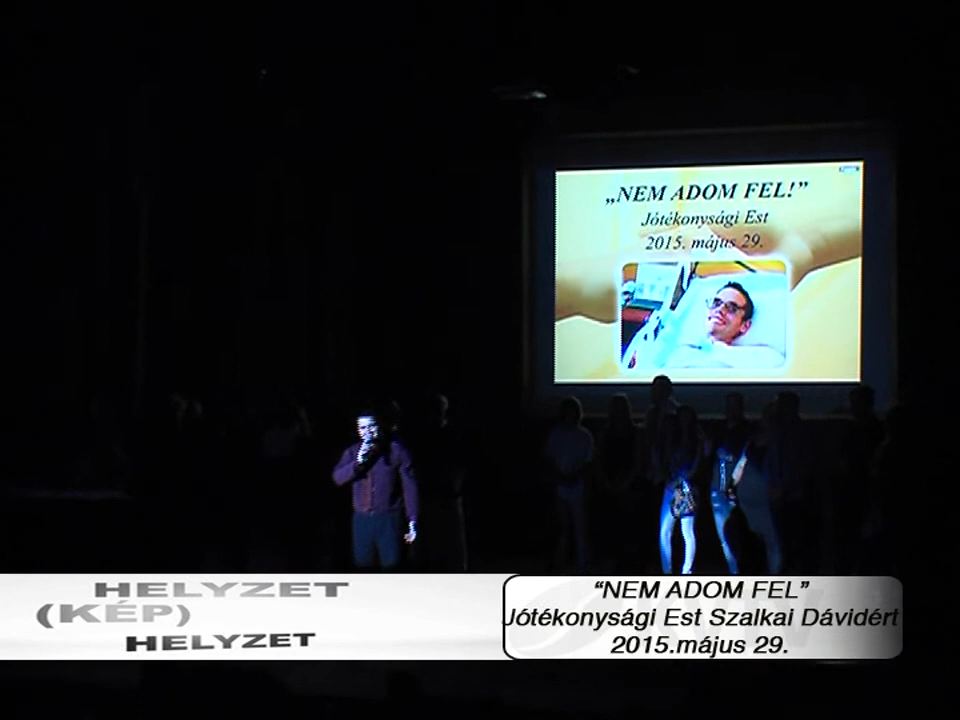 „NEM ADOM FEL!”
Jótékonysági Est
2015. május 29.
HELYZET
(KÉP)
HELYZET
“NEM ADOM FEL”
Jótékonysági Est Szalkai Dávidért
2015.május 29.